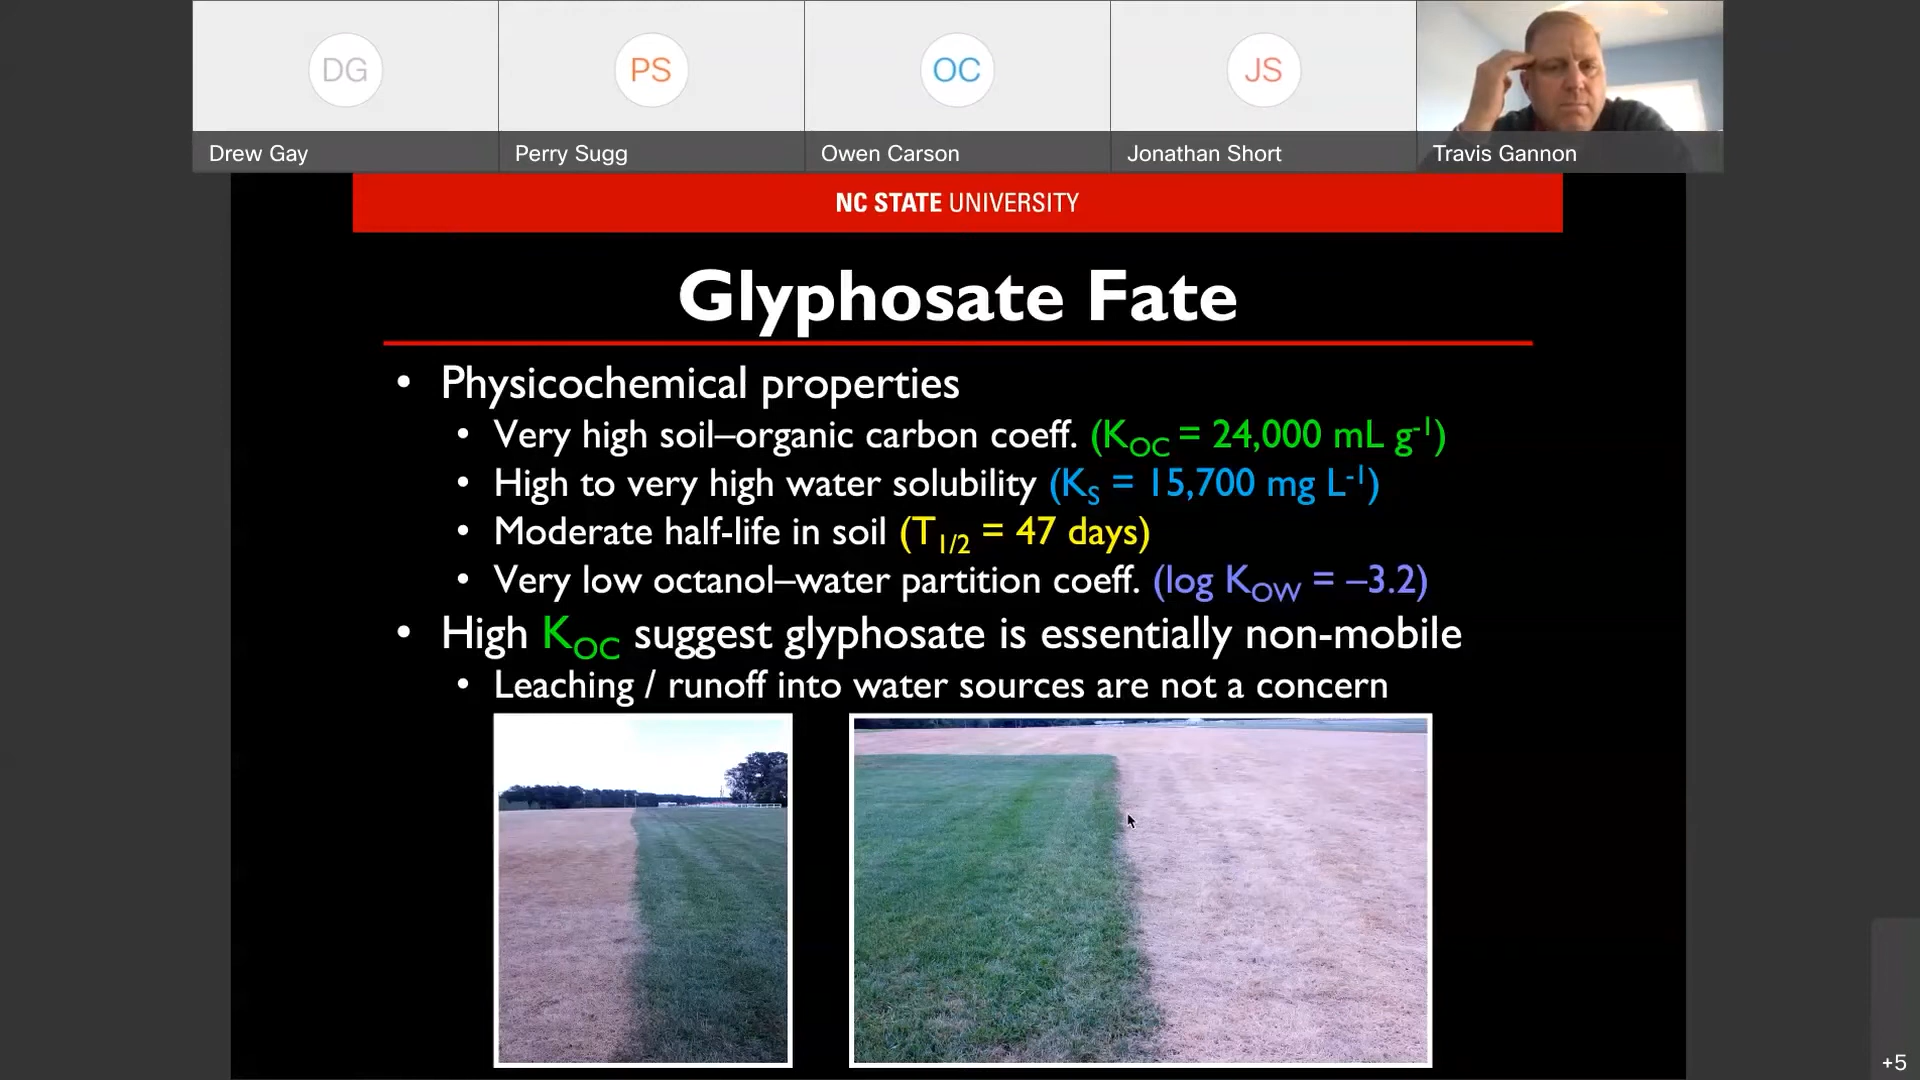 DG
PS
OC
JS
Drew Gay
Perry Sugg
Owen Carson
Jonathan Short
Travis Gannon
NC STATE UNIVERSITY
Glyphosate Fate
• Physicochemical properties
• Very high soil–organic carbon coeff. (KOC = 24,000 mL g-1)
• High to very high water solubility (KS = 15,700 mg L-1)
• Moderate half-life in soil (T1/2 = 47 days)
• Very low octanol–water partition coeff. (log KOW = –3.2)
• High KOC suggest glyphosate is essentially non-mobile
• Leaching / runoff into water sources are not a concern
+5